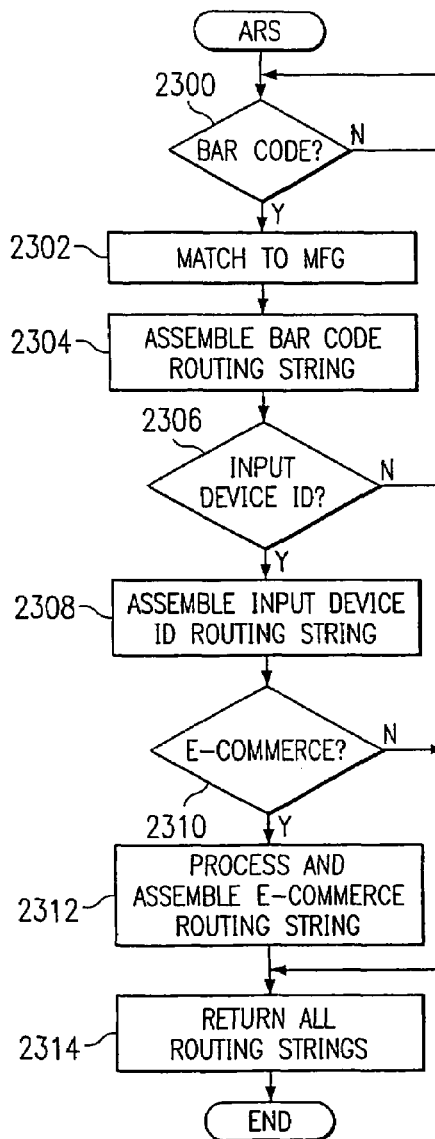 ARS
2300
BAR CODE?
N
Y
2302
MATCH TO MFG
2304
ASSEMBLE BAR CODE
ROUTING STRING
2306
INPUT
DEVICE ID?
N
Y
2308
ASSEMBLE INPUT DEVICE
ID ROUTING STRING
E-COMMERCE?
N
2310
Y
2312
PROCESS AND
ASSEMBLE E-COMMERCE
ROUTING STRING
2314
RETURN ALL
ROUTING STRINGS
END